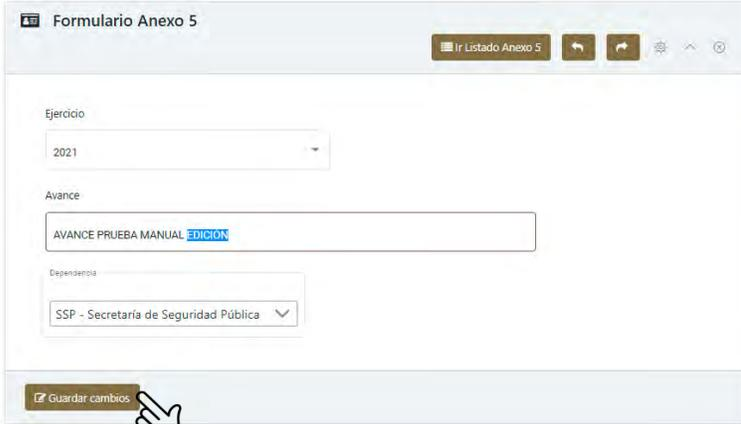 Formulario Anexo 5
Ir Listado Anexo 5
Ejercicio
2021
Avance
AVANCE PRUEBA MANUAL EDICIÓN
Dependencia
SSP - Secretaría de Seguridad Pública
Guardar cambios